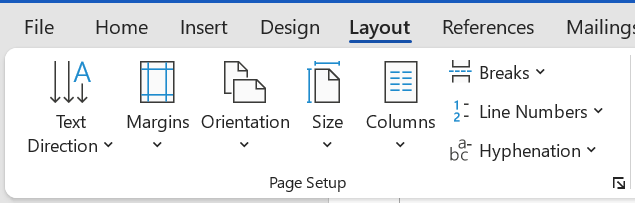 File Home Insert Design Layout References Mailings
Text Direction
Margins
Orientation
Size
Columns
Breaks
Line Numbers
Hyphenation
Page Setup